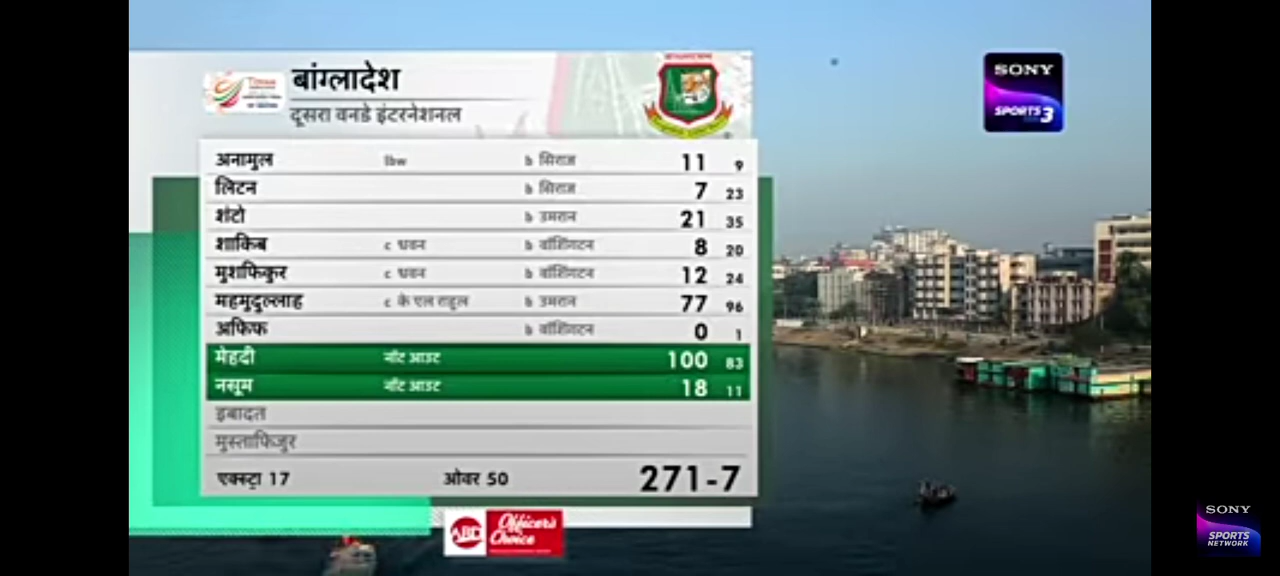 बांग्लादेश
दूसरा वनडे इंटरनेशनल
SONY
SPORTS 3
अनामुल lbw b सिराज 11 9
लिटन b सिराज 7 23
शंटो b उमरान 21 35
शाकिब c धवन b वॉशिंगटन 8 20
मुशफिकुर c धवन b वॉशिंगटन 12 24
महमुदुल्लाह c के एल राहुल b उमरान 77 96
अफिफ b वॉशिंगटन 0 1
मेहदी नॉट आउट 100 83
नसूम नॉट आउट 18 11
इबादत
मुस्ताफिजुर
एक्स्ट्रा 17 ओवर 50 271-7
ABD Officer's Choice
SONY
SPORTS
NETWORK